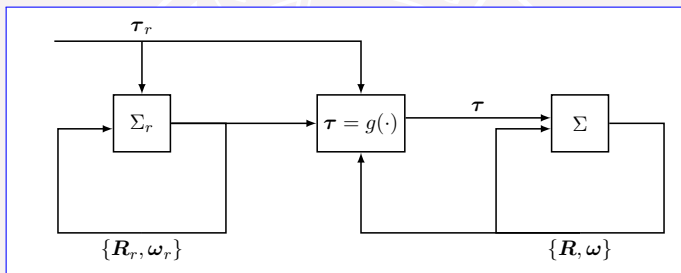 τ_r
Σ_r
τ = g(·)
τ
Σ
{R_r, ω_r}
{R, ω}